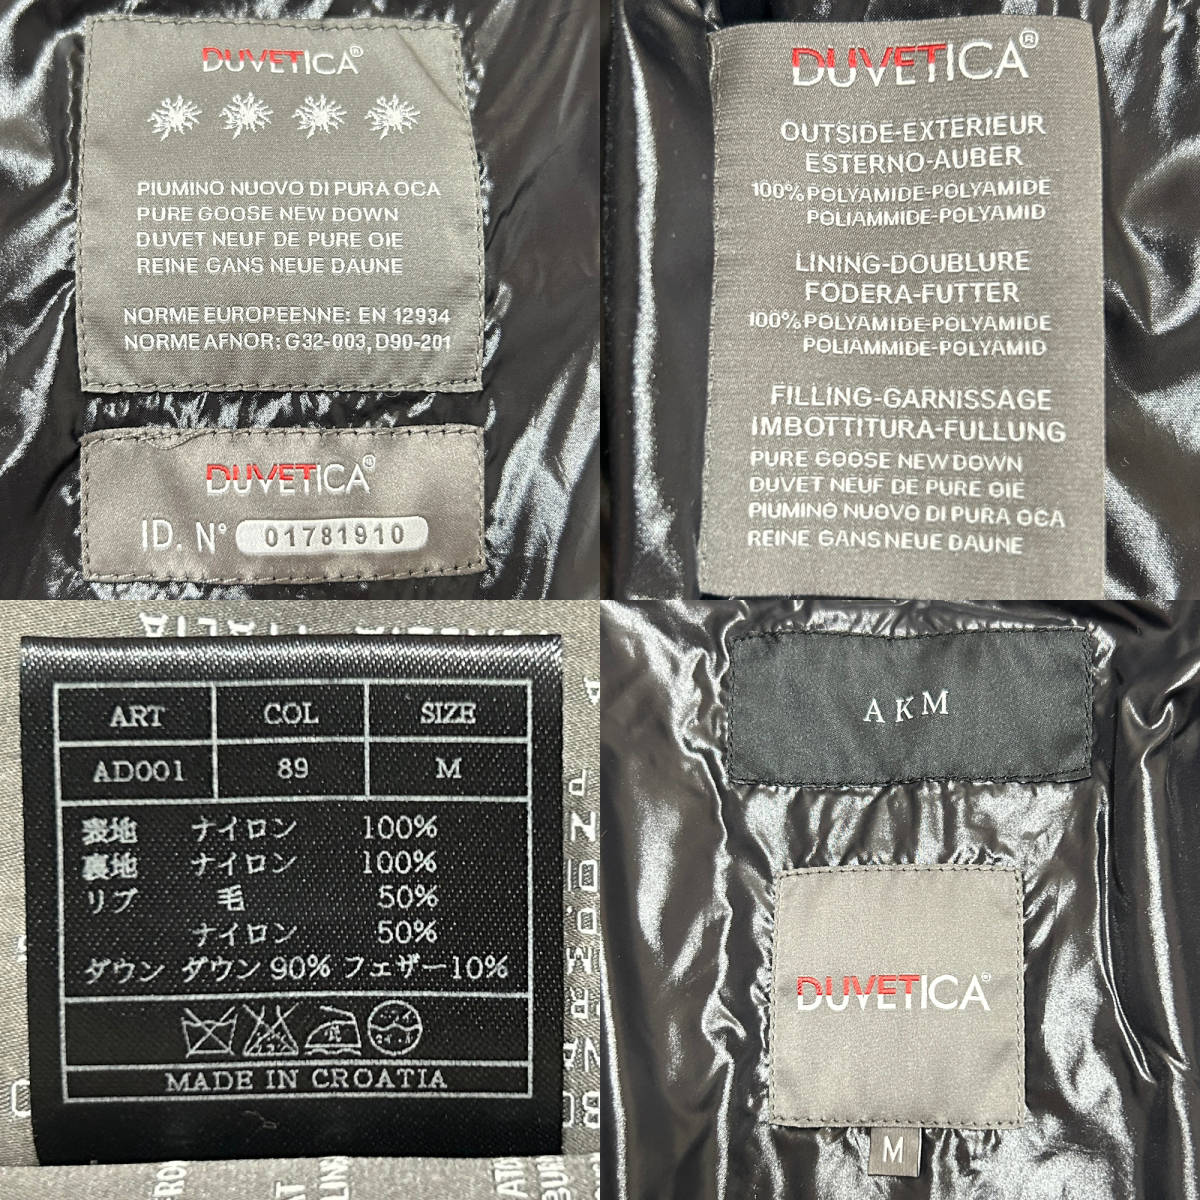 DUVETICA®
PIUMINO NUOVO DI PURA OCA
PURE GOOSE NEW DOWN
DUVET NEUF DE PURE OIE
REINE GANS NEUE DAUNE
NORME EUROPEENNE: EN 12934
NORME AFNOR: G32-003, D90-201
DUVETICA®
ID. N° 01781910
DUVETICA®
OUTSIDE-EXTERIEUR
ESTERNO-AUBER
100% POLYAMIDE-POLYAMIDE
POLIAMMIDE-POLYAMID
LINING-DOUBLURE
FODERA-FUTTER
100% POLYAMIDE-POLYAMIDE
POLIAMMIDE-POLYAMID
FILLING-GARNISSAGE
IMBOTTITURA-FULLUNG
PURE GOOSE NEW DOWN
DUVET NEUF DE PURE OIE
PIUMINO NUOVO DI PURA OCA
REINE GANS NEUE DAUNE
ITALIA
ART COL SIZE
AD001 89 M
表地 ナイロン 100%
裏地 ナイロン 100%
リブ 毛 50%
ナイロン 50%
ダウン ダウン 90% フェザー10%
MADE IN CROATIA
AKM
DUVETICA®
M